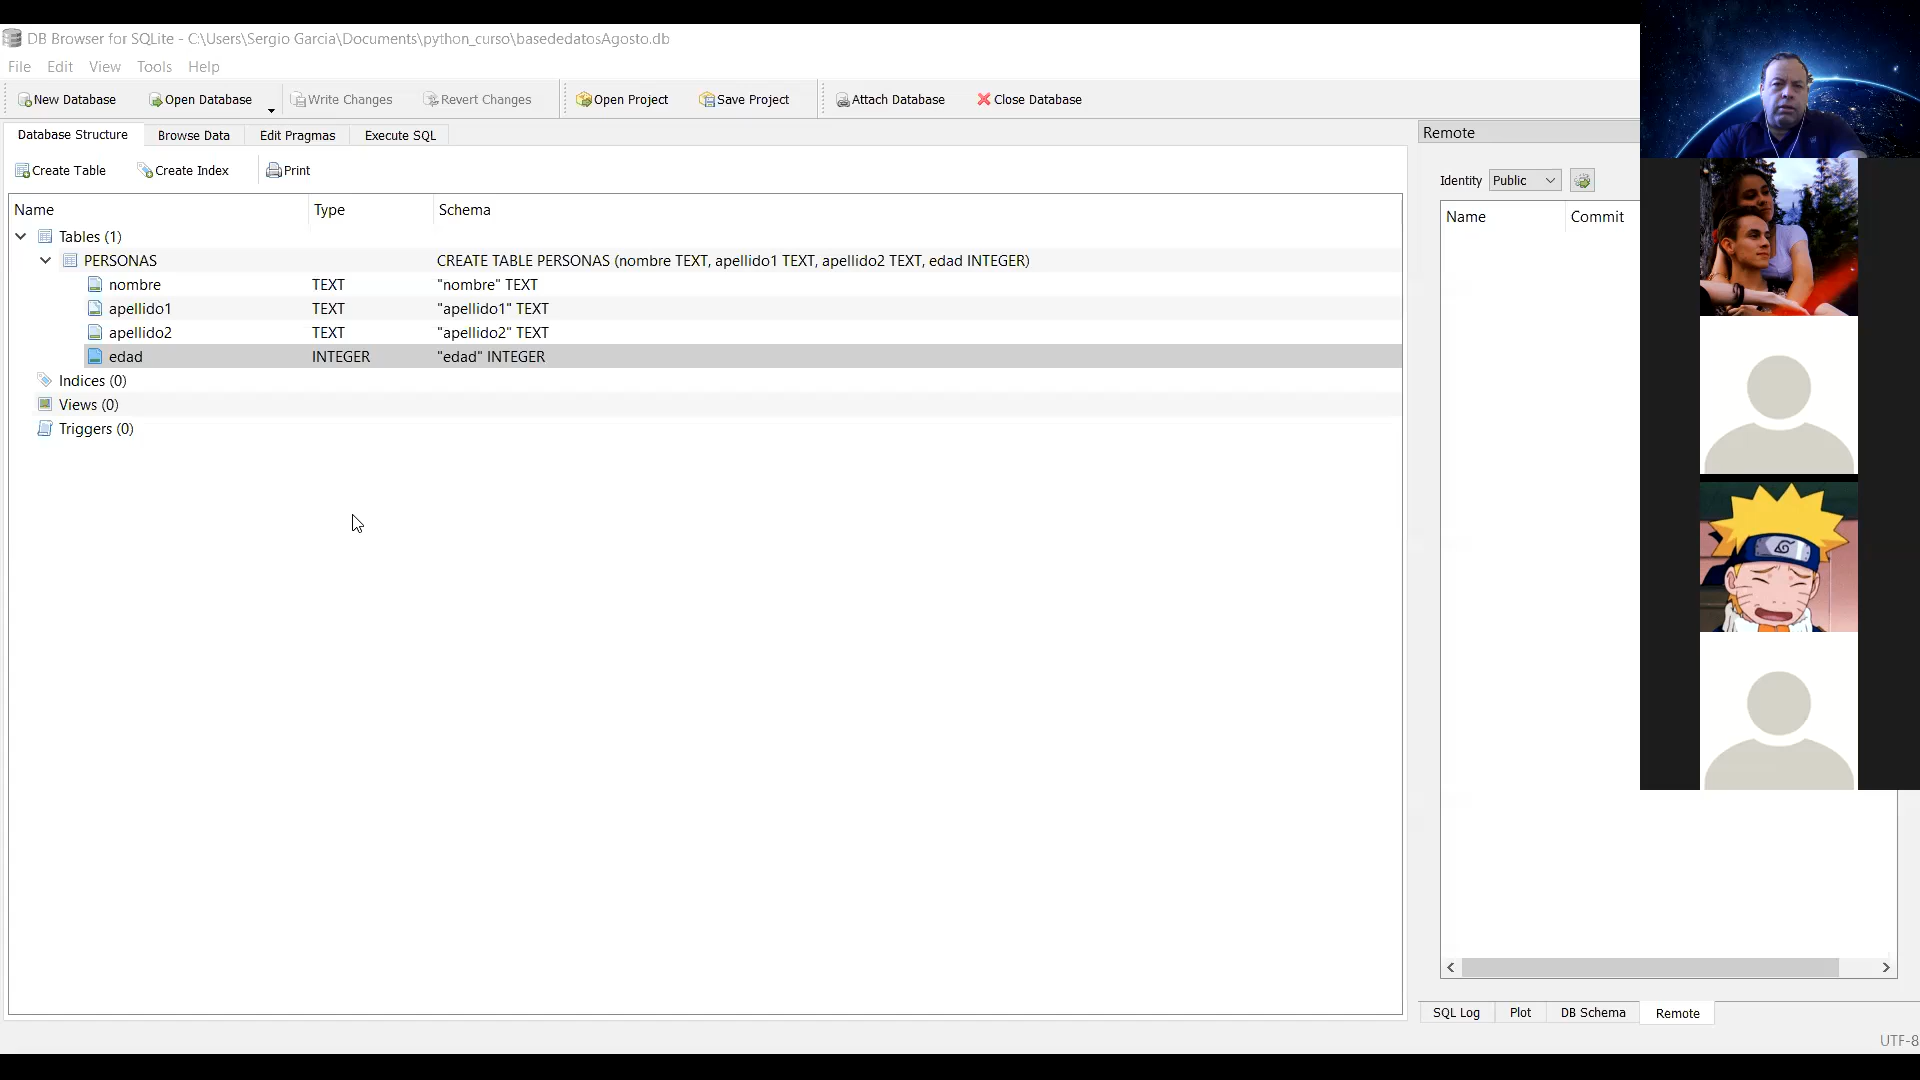 DB Browser for SQLite - C:\Users\Sergio Garcia\Documents\python_curso\basededatosAgosto.db
File Edit View Tools Help
New Database Open Database Write Changes Revert Changes Open Project Save Project Attach Database Close Database
Database Structure Browse Data Edit Pragmas Execute SQL
Remote
Create Table Create Index Print
Identity Public
Name Type Schema
Name Commit
Tables (1)
PERSONAS CREATE TABLE PERSONAS (nombre TEXT, apellido1 TEXT, apellido2 TEXT, edad INTEGER)
nombre TEXT "nombre" TEXT
apellido1 TEXT "apellido1" TEXT
apellido2 TEXT "apellido2" TEXT
edad INTEGER "edad" INTEGER
Indices (0)
Views (0)
Triggers (0)
SQL Log Plot DB Schema Remote
UTF-8